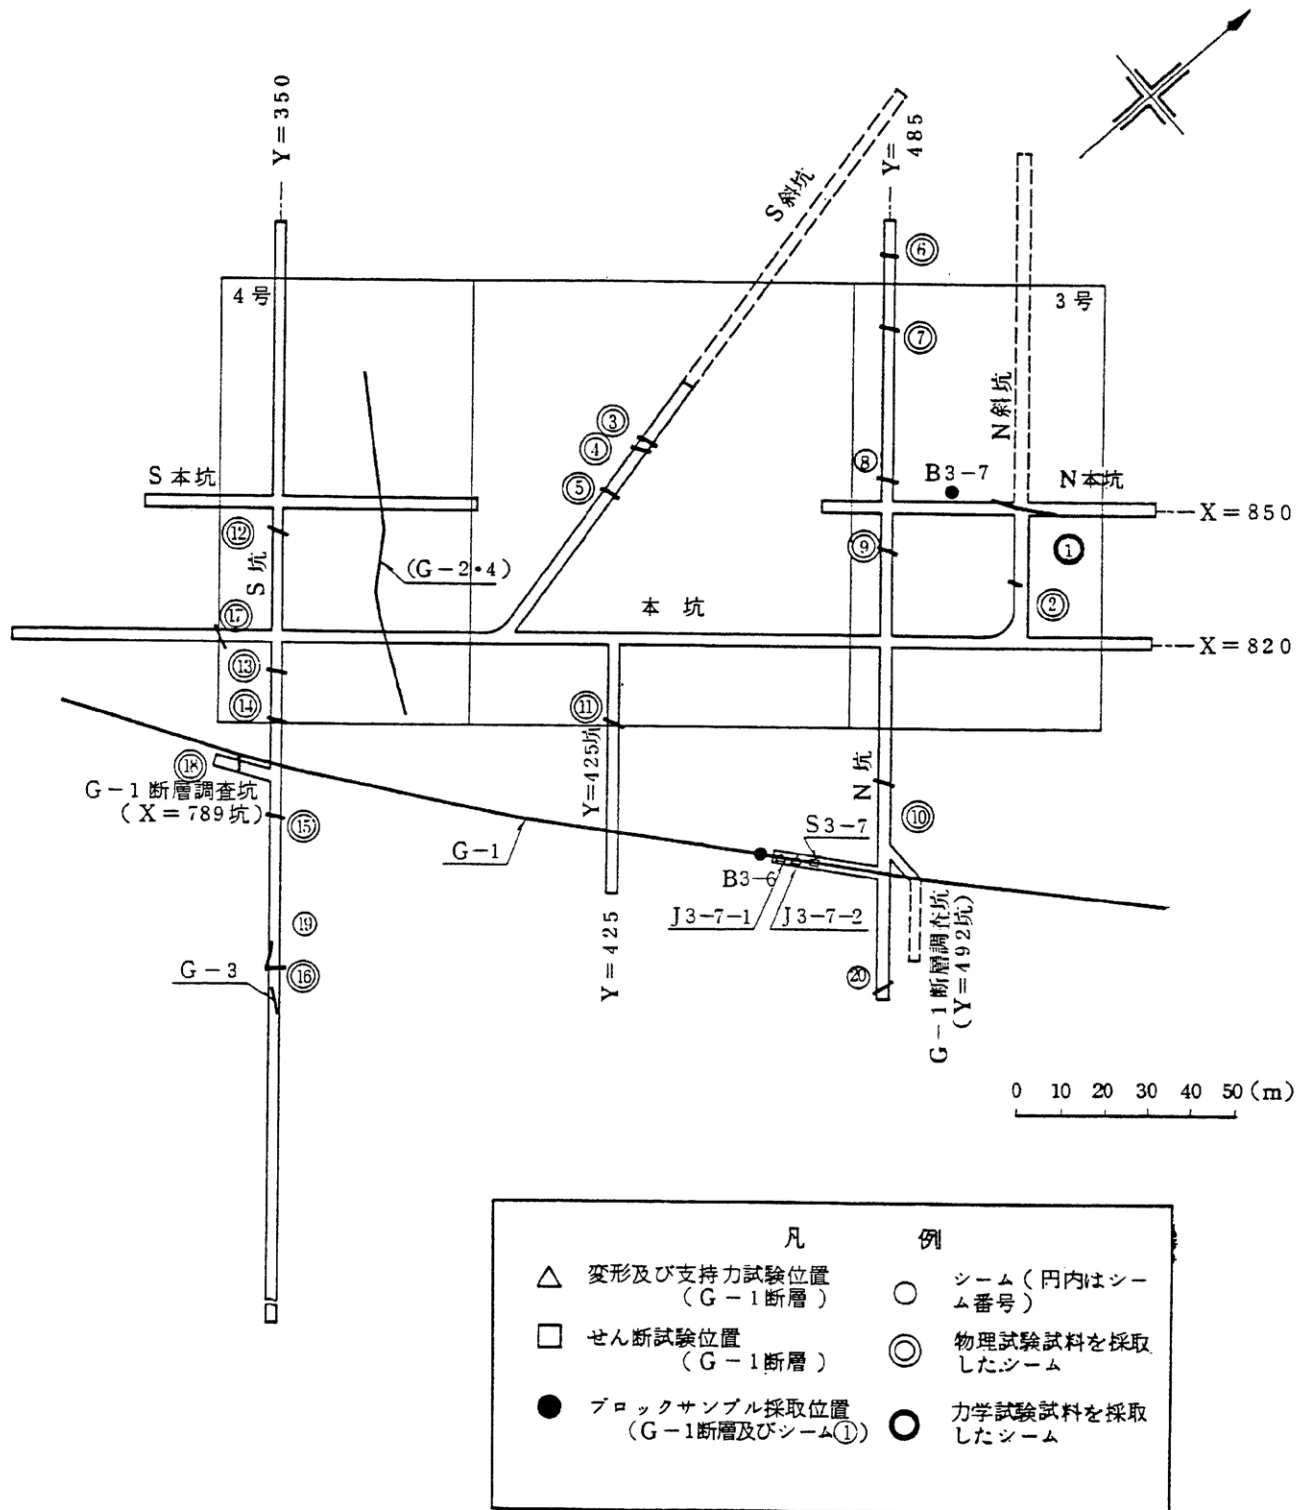 Y=350
Y=
485
S斜坑
⑥
4号
3号
⑦
N斜坑
③
④
⑧
B3-7
N本坑
S本坑
⑤
X=850
⑫
⑨
①
(G-2・4)
S坑
②
本坑
⑰
X=820
⑬
⑭
⑪
Y=425坑
N坑
⑱
G-1断層調査坑
(X=789坑)
⑮
⑩
S3-7
G-1
B3-6
J3-7-1
J3-7-2
⑲
G-3
⑯
Y=425
⑳
G-1断層調査坑
(Y=492坑)
0 10 20 30 40 50(m)
凡例
△ 変形及び支持力試験位置
(G-1断層)
○ シーム(円内はシー
ム番号)
□ せん断試験位置
(G-1断層)
◎ 物理試験試料を採取
したシーム
● ブロックサンプル採取位置
(G-1断層及びシーム①)
○ 力学試験試料を採取
したシーム